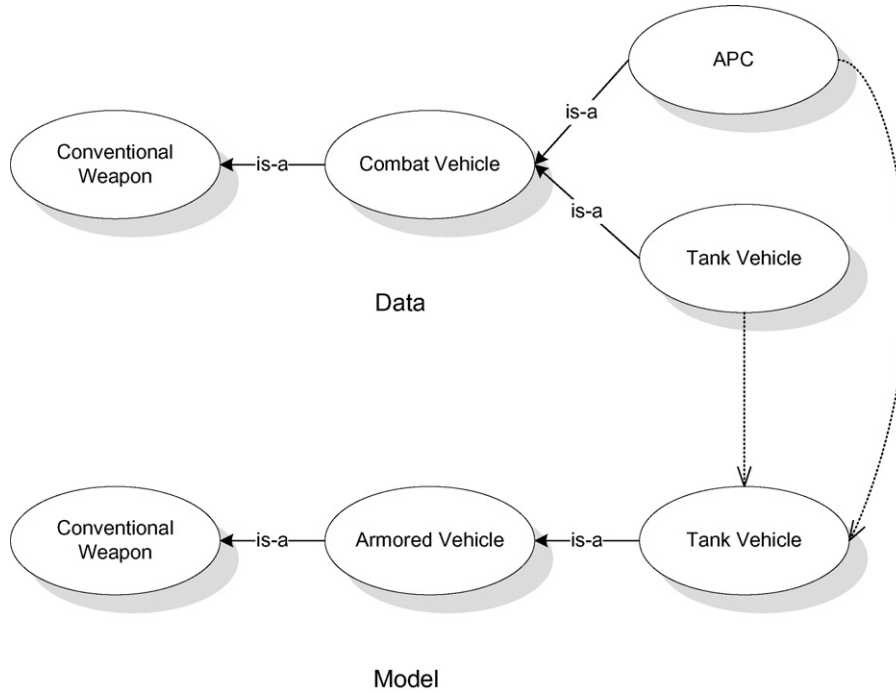 APC
is-a
Conventional
Weapon
is-a
Combat Vehicle
is-a
Tank Vehicle
Data
Conventional
Weapon
is-a
Armored Vehicle
is-a
Tank Vehicle
Model